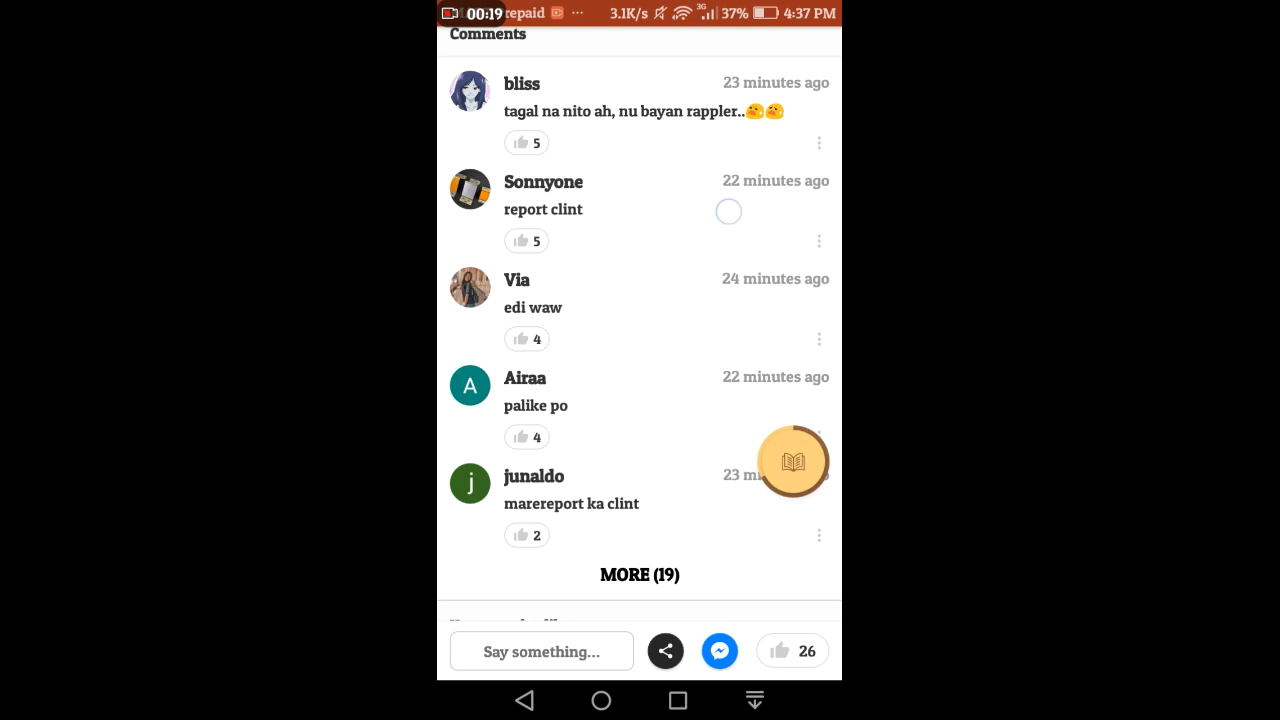 00:19 repaid ... 3.1K/s 3G 37% 4:37 PM
Comments
bliss 23 minutes ago
tagal na nito ah, nu bayan rappler..😗😗
5
Sonnyone 22 minutes ago
report clint
5
Via 24 minutes ago
edi waw
4
A Airaa 22 minutes ago
palike po
4
j junaldo 23
marereport ka clint
2
MORE (19)
Say something... 26